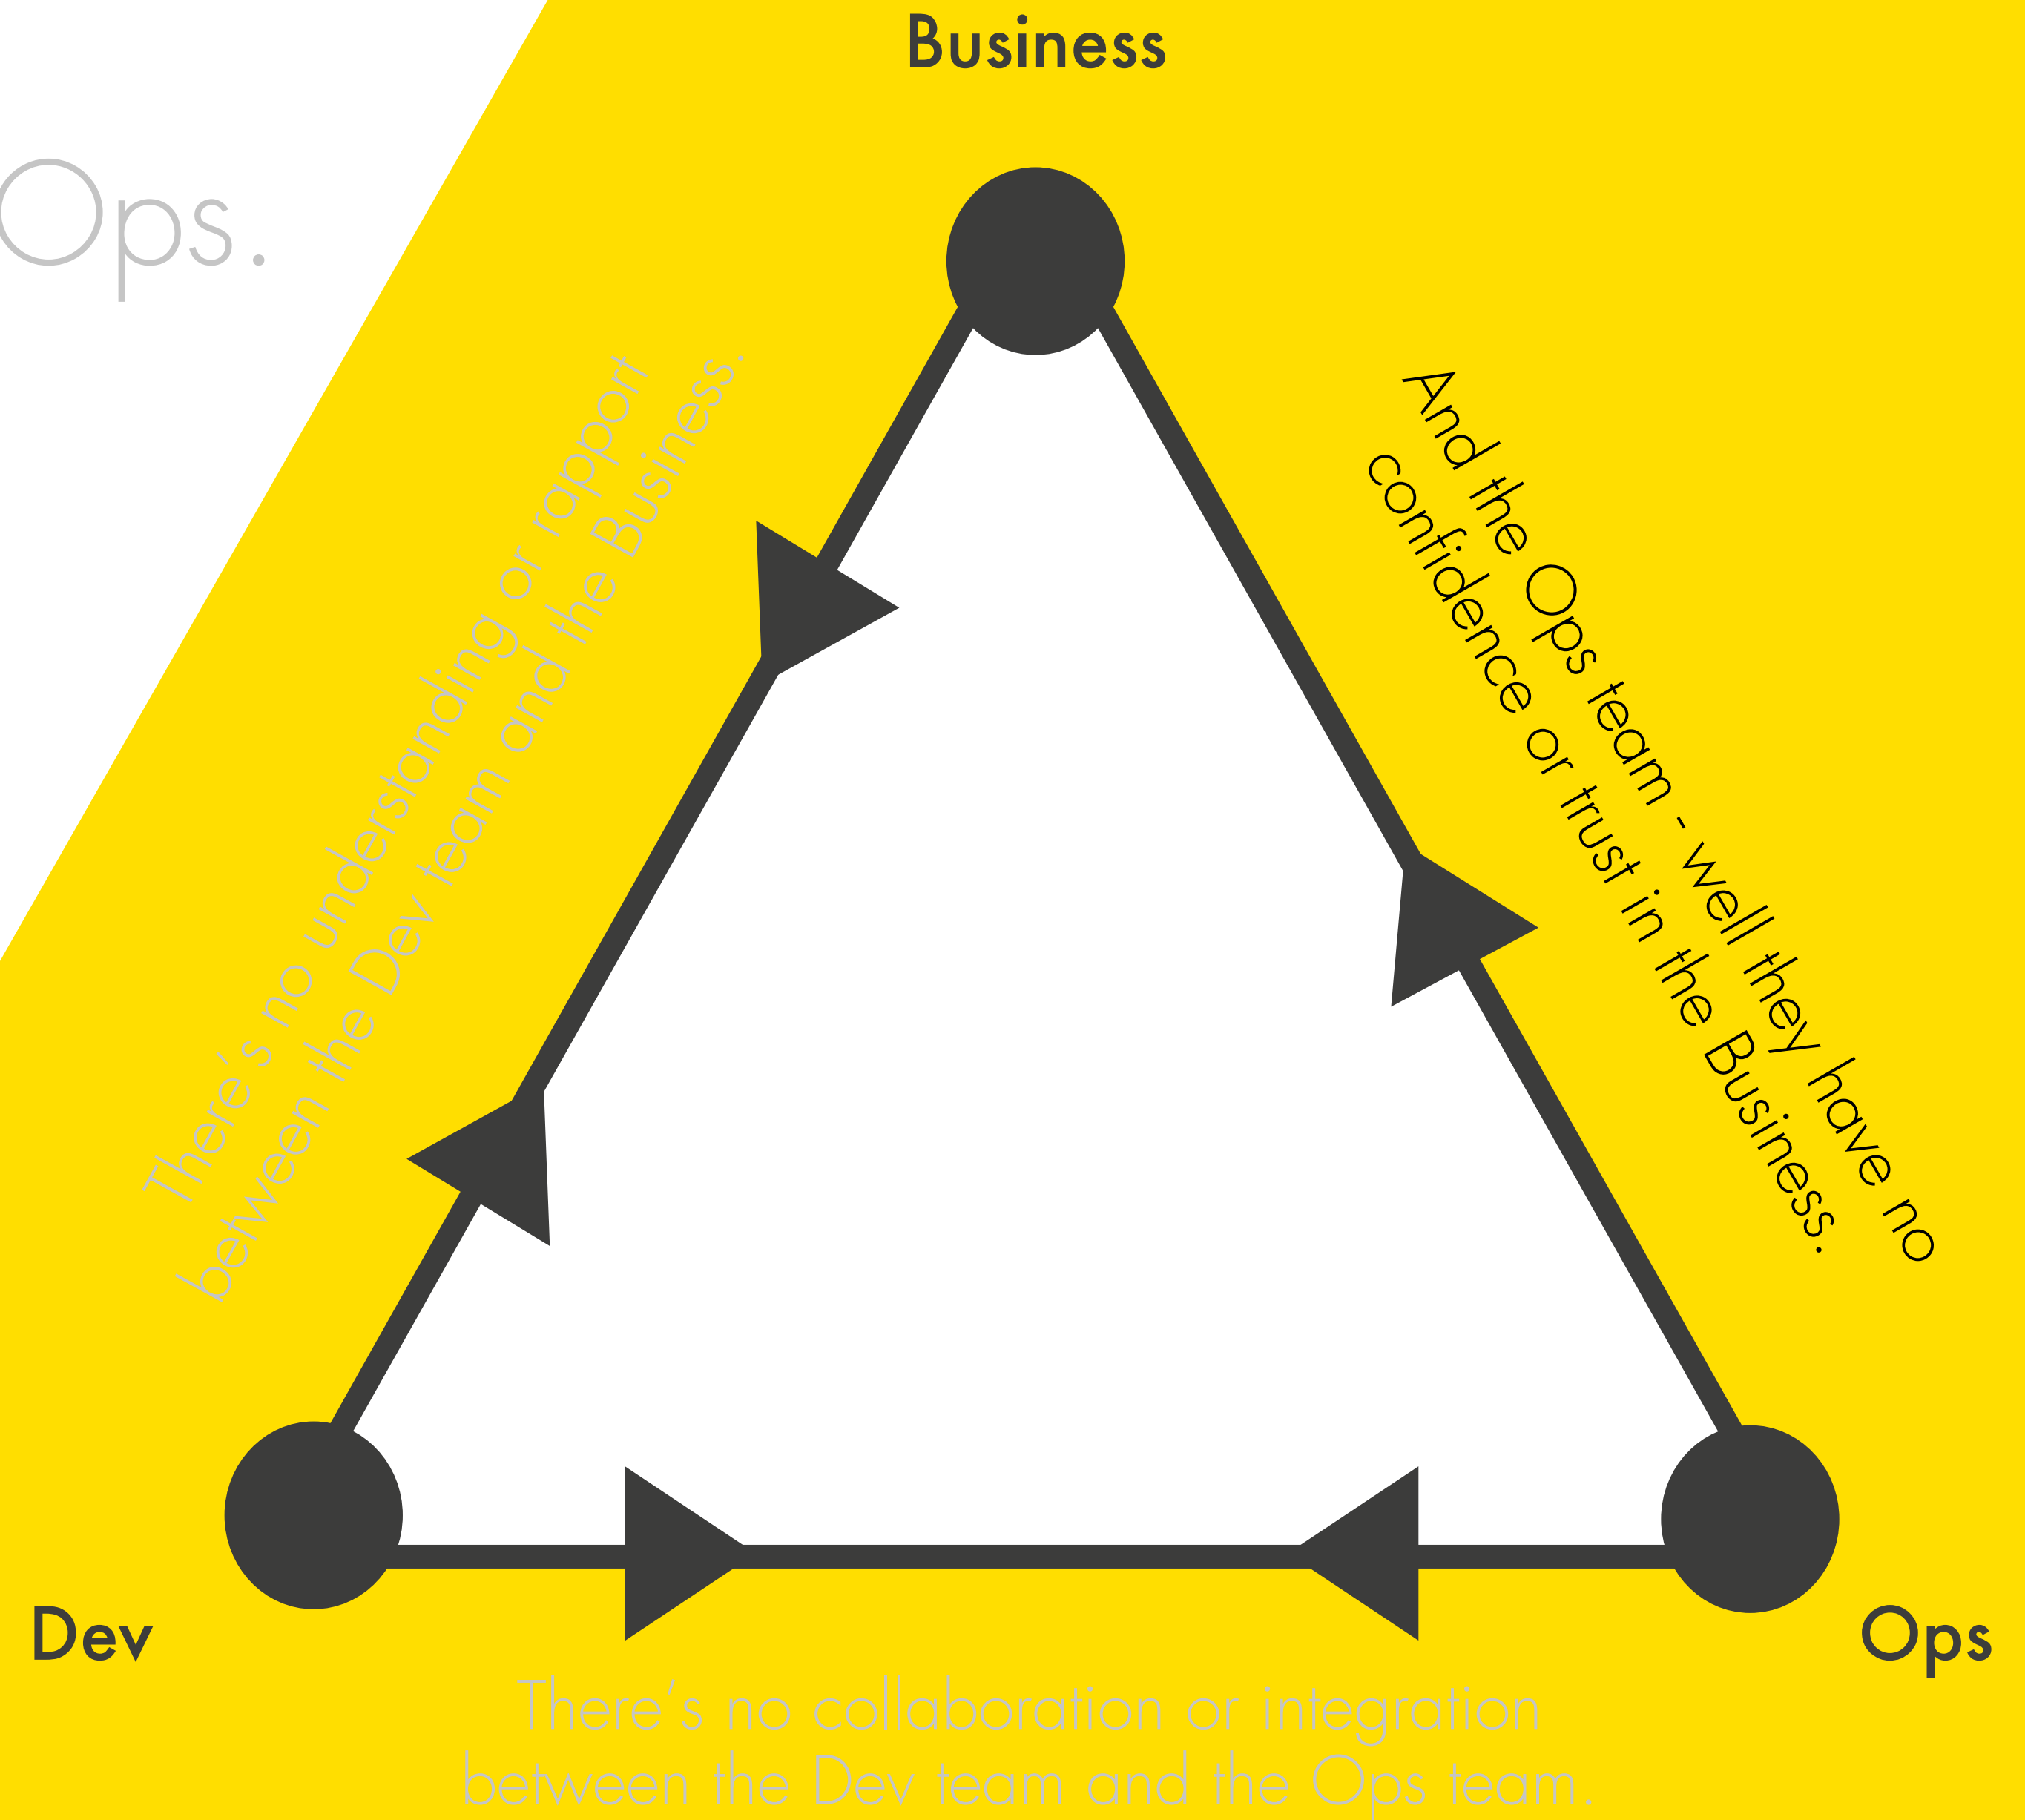 Business
Ops.
There's no understanding or rapport
between the Dev team and the Business.
And the Ops team - well they have no
confidence or trust in the Business.
Dev
Ops
There's no collaboration or integration
between the Dev team and the Ops team.